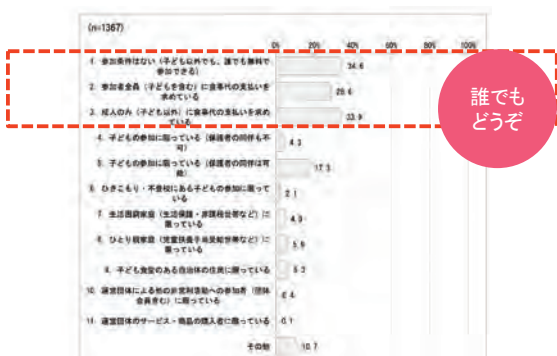 (n=1367)
0% 20% 40% 60% 80% 100%
1. 参加条件はない（子ども以外でも、誰でも無料で
参加できる） 34.6
2. 参加者全員（子どもを含む）に食事代の支払いを
求めている 29.6
3. 成人のみ（子ども以外）に食事代の支払いを求め
ている 33.9
誰でも
どうぞ
4. 子どもの参加に限っている（保護者の同伴も不
可） 4.3
5. 子どもの参加に限っている（保護者の同伴は可
能） 17.3
6. ひきこもり・不登校にある子どもの参加に限って
いる 2.1
7. 生活困窮家庭（生活保護・非課税世帯など）に
限っている 4.9
8. ひとり親家庭（児童扶養手当受給世帯など）に
限っている 5.6
9. 子ども食堂のある自治体の住民に限っている
10. 運営団体による他の非営利活動への参加者（団体
会員含む）に限っている 0.4
11. 運営団体のサービス・商品の購入者に限っている 0.1
その他 10.7